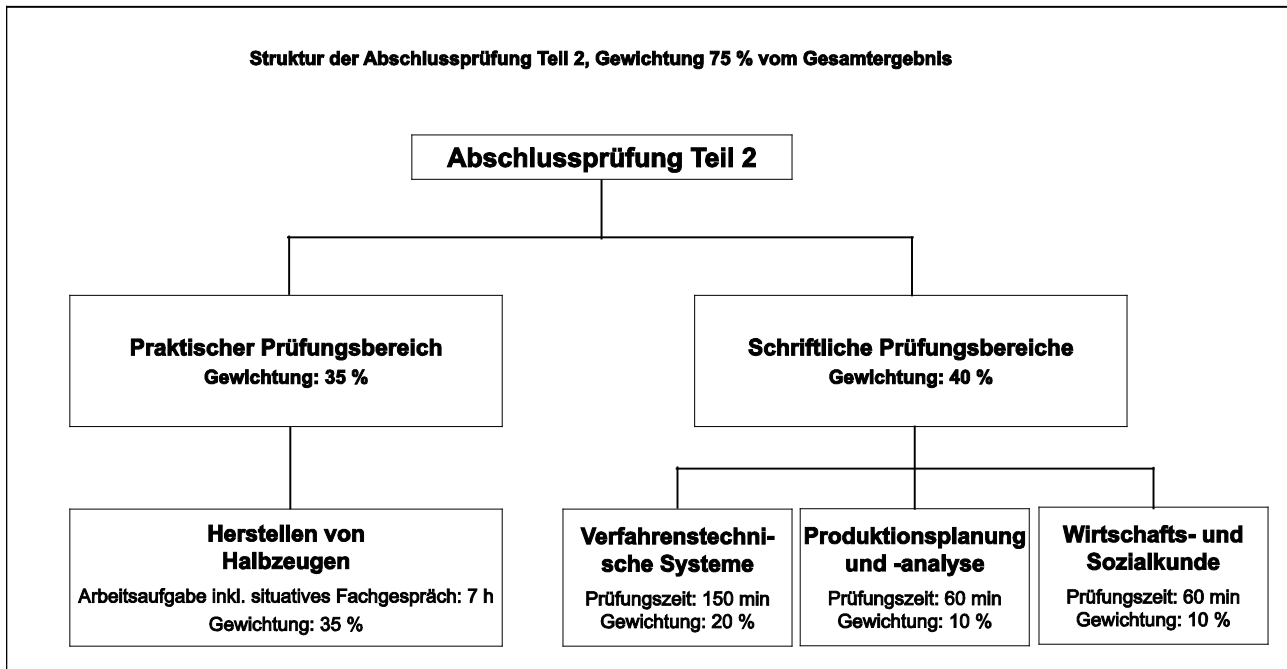 Struktur der Abschlussprüfung Teil 2, Gewichtung 75 % vom Gesamtergebnis
Abschlussprüfung Teil 2
Praktischer Prüfungsbereich
Gewichtung: 35 %
Schriftliche Prüfungsbereiche
Gewichtung: 40 %
Herstellen von
Halbzeugen
Arbeitsaufgabe inkl. situatives Fachgespräch: 7 h
Gewichtung: 35 %
Verfahrenstechni-
sche Systeme
Prüfungszeit: 150 min
Gewichtung: 20 %
Produktionsplanung
und -analyse
Prüfungszeit: 60 min
Gewichtung: 10 %
Wirtschafts- und
Sozialkunde
Prüfungszeit: 60 min
Gewichtung: 10 %